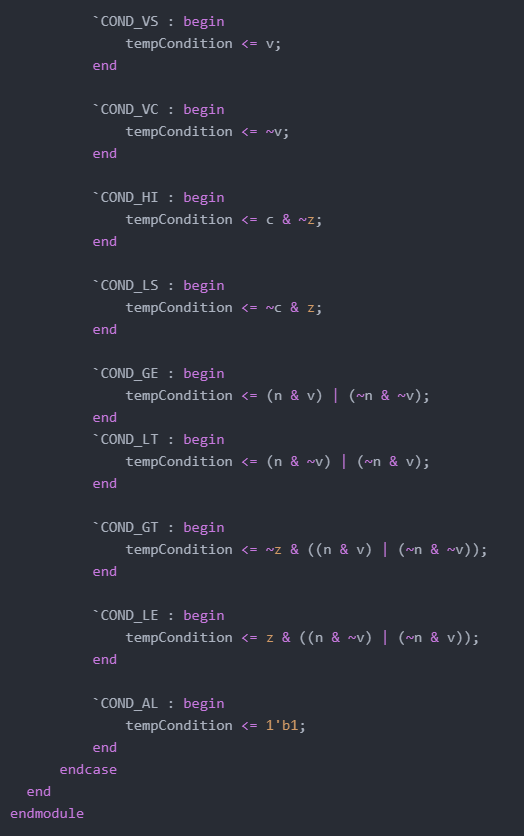 `COND_VS : begin
tempCondition <= v;
end
`COND_VC : begin
tempCondition <= ~v;
end
`COND_HI : begin
tempCondition <= c & ~z;
end
`COND_LS : begin
tempCondition <= ~c & z;
end
`COND_GE : begin
tempCondition <= (n & v) | (~n & ~v);
end
`COND_LT : begin
tempCondition <= (n & ~v) | (~n & v);
end
`COND_GT : begin
tempCondition <= ~z & ((n & v) | (~n & ~v));
end
`COND_LE : begin
tempCondition <= z & ((n & ~v) | (~n & v));
end
`COND_AL : begin
tempCondition <= 1'b1;
end
endcase
end
endmodule